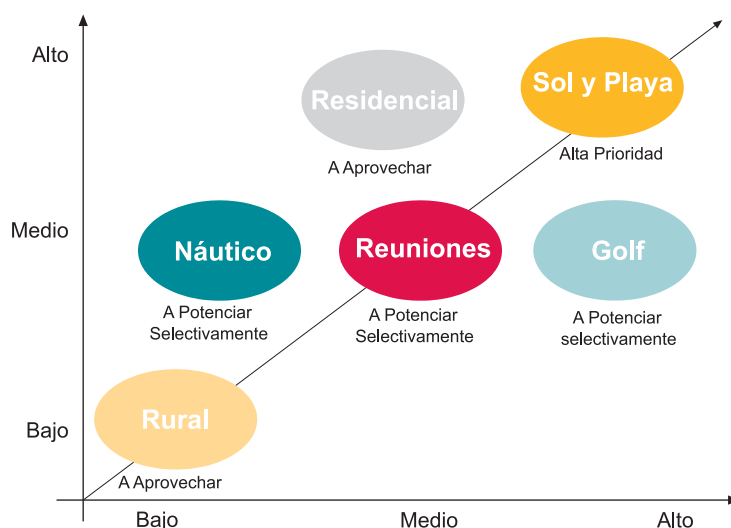 Alto
Sol y Playa
Residencial
Alta Prioridad
A Aprovechar
Medio
Náutico
Reuniones
Golf
A Potenciar
Selectivamente
A Potenciar
Selectivamente
A Potenciar
selectivamente
Rural
Bajo
A Aprovechar
Bajo
Medio
Alto